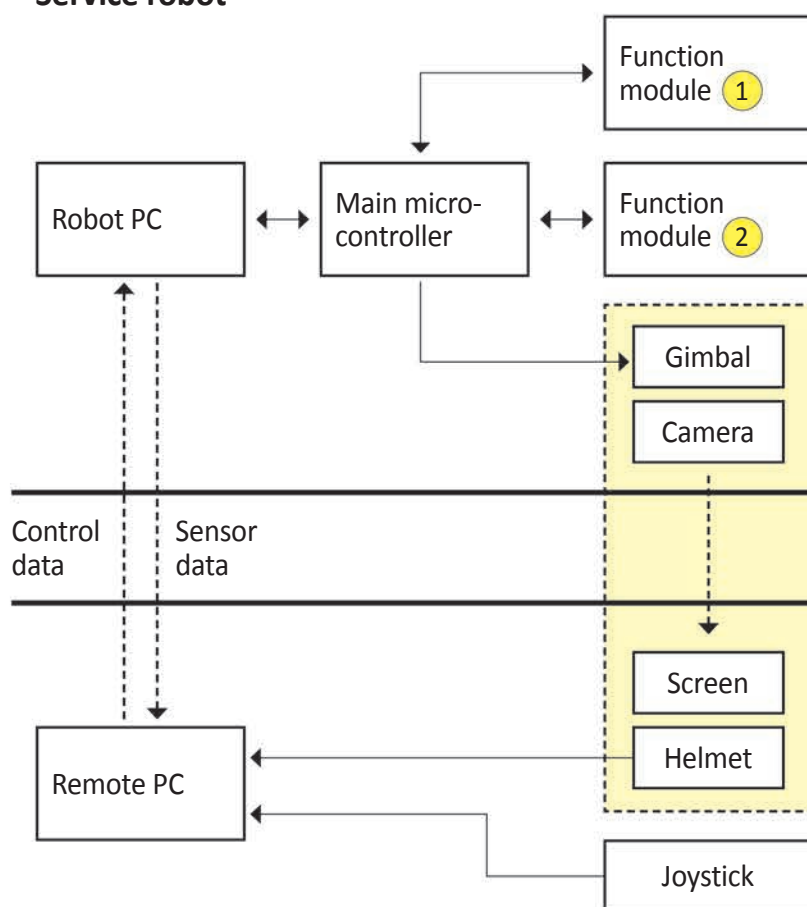 Service robot
Function
module 1
Robot PC
Main micro-
controller
Function
module 2
Gimbal
Camera
Control
data
Sensor
data
Screen
Helmet
Remote PC
Joystick